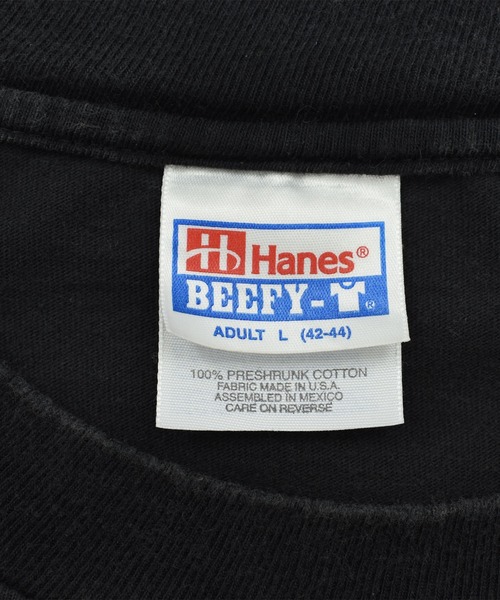 Hanes®
BEEFY-T®
ADULT L (42-44)
100% PRESHRUNK COTTON
FABRIC MADE IN U.S.A.
ASSEMBLED IN MEXICO
CARE ON REVERSE